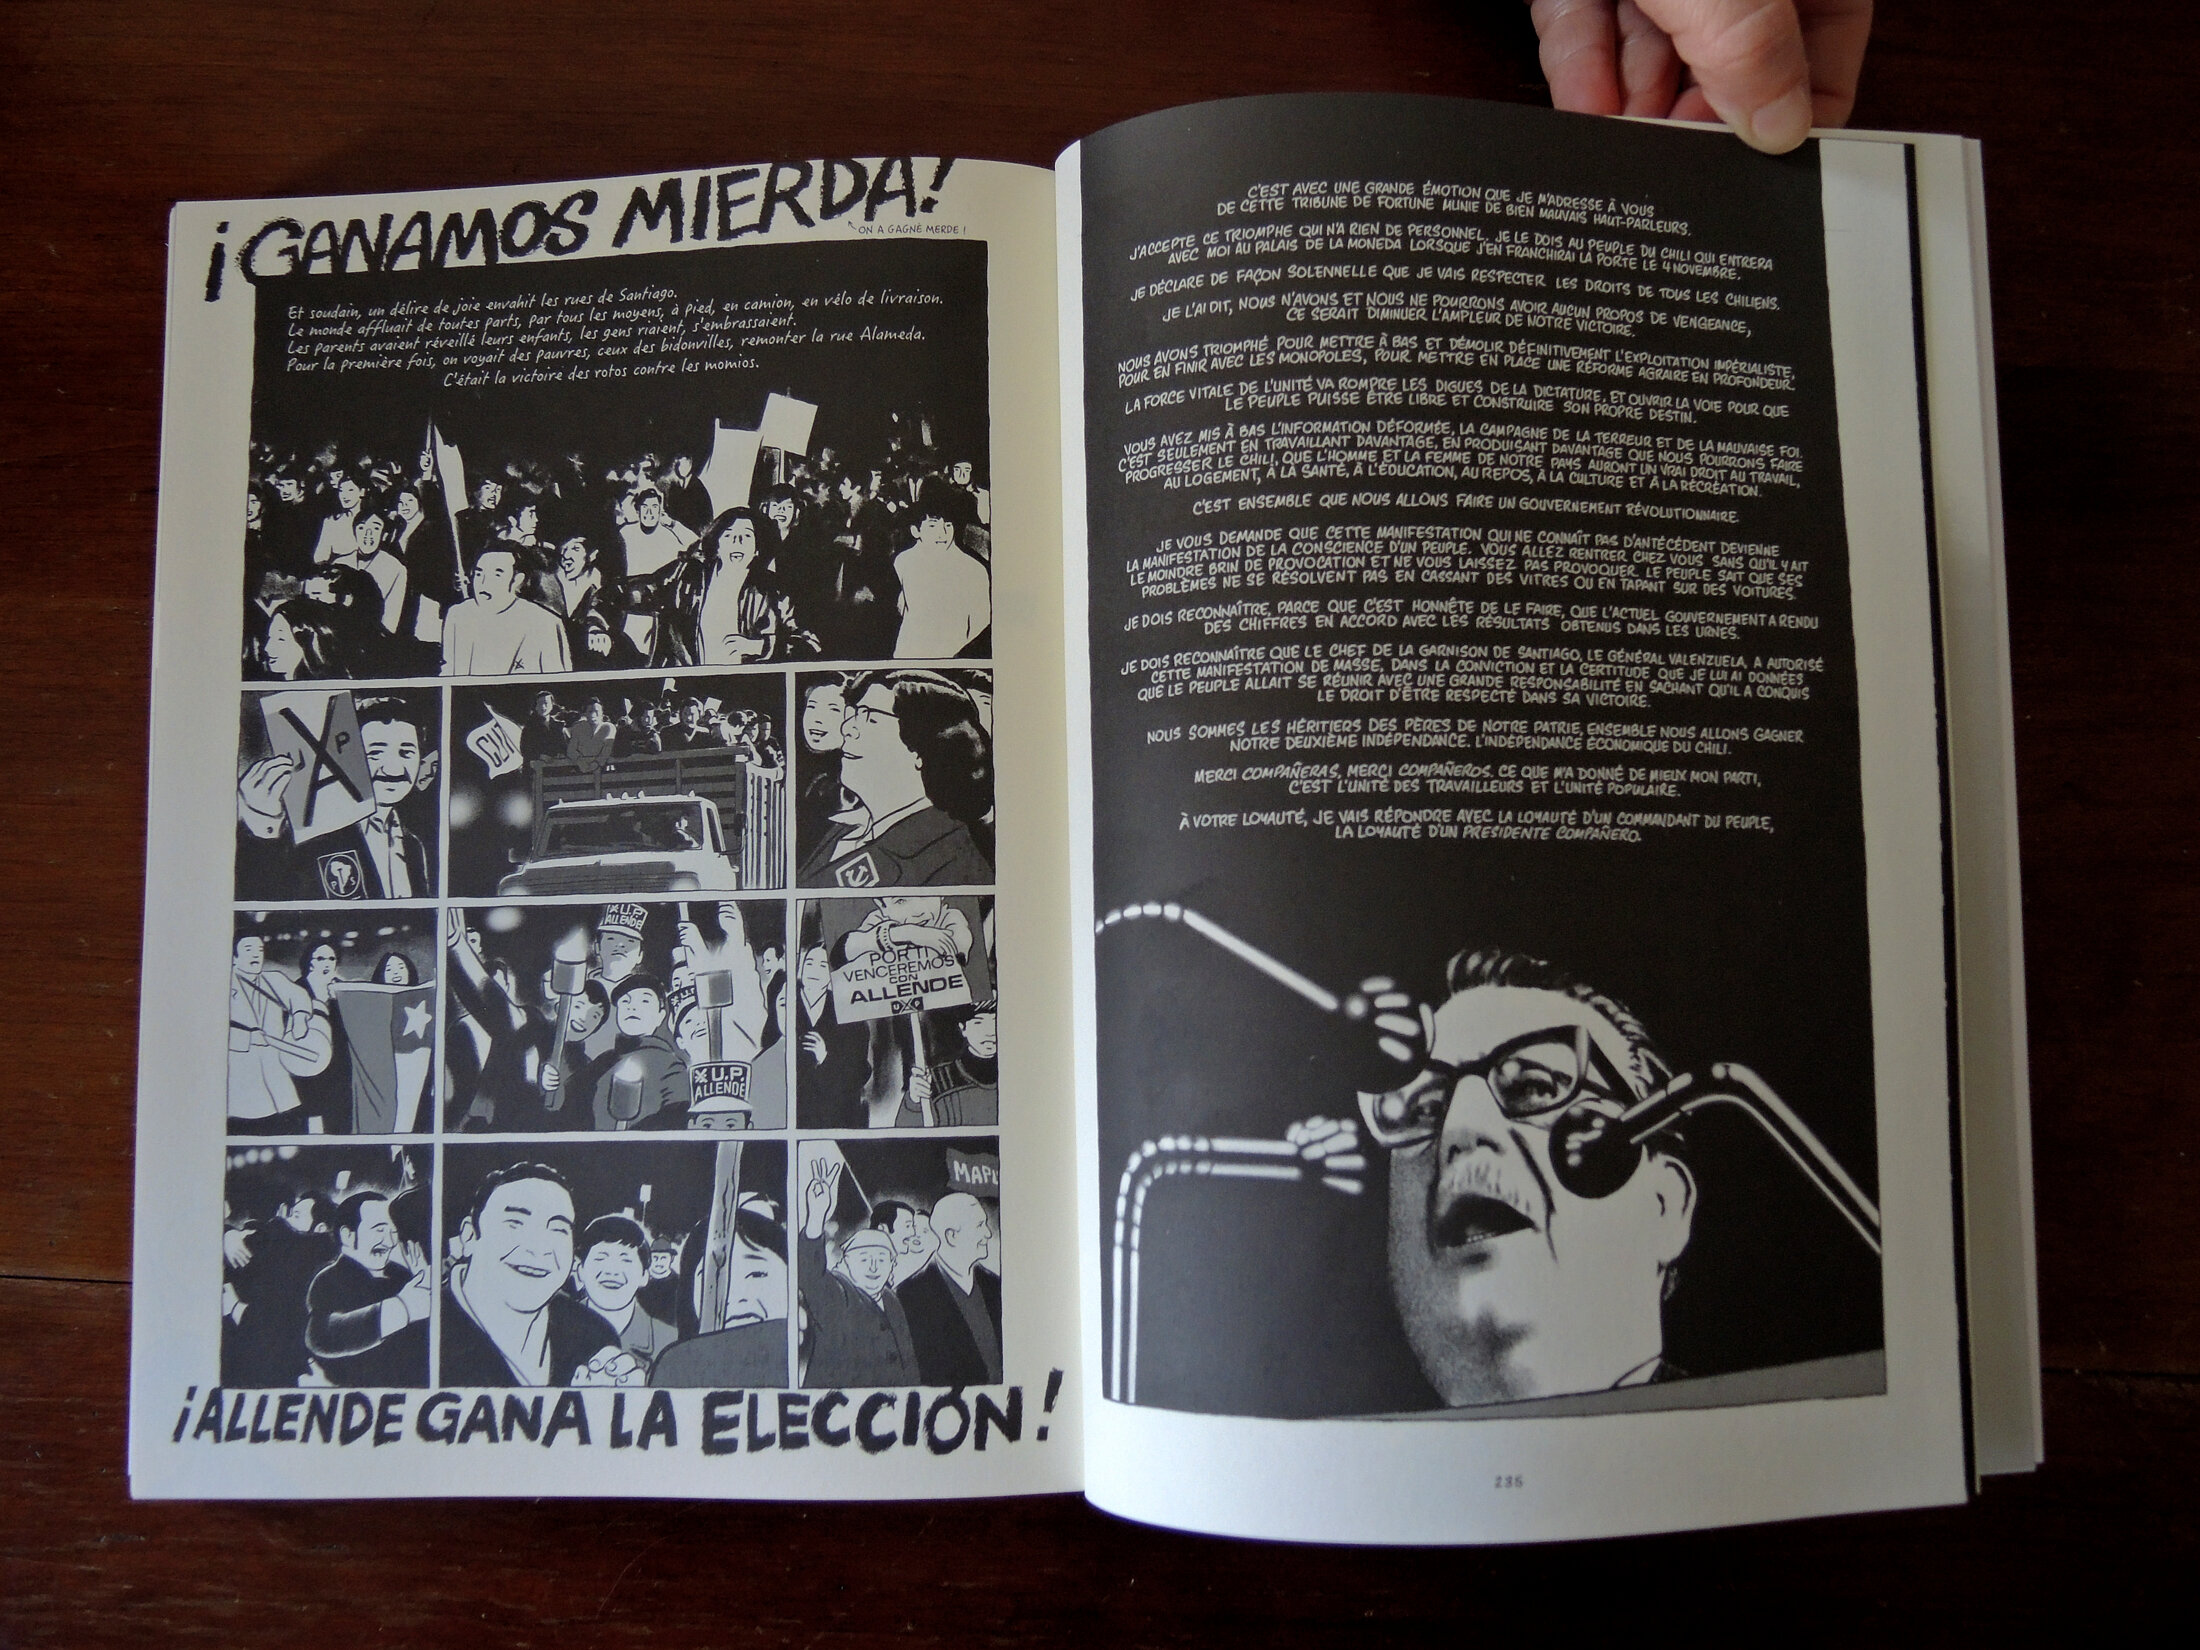 ¡GANAMOS MIERDA!
ON A GAGNÉ MERDE !
Et soudain, un délire de joie envahit les rues de Santiago.
Le monde affluait de toutes parts, par tous les moyens, à pied, en camion, en vélo de livraison.
Les parents avaient réveillé leurs enfants, les gens riaient, s'embrassaient.
Pour la première fois, on voyait des pauvres, ceux des bidonvilles, remonter la rue Alameda.
C'était la victoire des rotos contre les momios.
X P
PS
CUT
X U.P.
ALLENDE
U.P.
X U.P.
ALLENDE
POR TI
VENCEREMOS
CON
ALLENDE
UXP
MAPU
¡ALLENDE GANA LA ELECCIÓN!
C'EST AVEC UNE GRANDE ÉMOTION QUE JE M'ADRESSE À VOUS
DE CETTE TRIBUNE DE FORTUNE MUNIE DE BIEN MAUVAIS HAUT-PARLEURS.
J'ACCEPTE CE TRIOMPHE QUI N'A RIEN DE PERSONNEL. JE LE DOIS AU PEUPLE DU CHILI QUI ENTRERA
AVEC MOI AU PALAIS DE LA MONEDA LORSQUE J'EN FRANCHIRAI LA PORTE LE 4 NOVEMBRE.
JE DÉCLARE DE FAÇON SOLENNELLE QUE JE VAIS RESPECTER LES DROITS DE TOUS LES CHILIENS.
JE L'AI DIT, NOUS N'AVONS ET NOUS NE POURRONS AVOIR AUCUN PROPOS DE VENGEANCE,
CE SERAIT DIMINUER L'AMPLEUR DE NOTRE VICTOIRE.
NOUS AVONS TRIOMPHÉ POUR METTRE À BAS ET DÉMOLIR DÉFINITIVEMENT L'EXPLOITATION IMPÉRIALISTE,
POUR EN FINIR AVEC LES MONOPOLES, POUR METTRE EN PLACE UNE RÉFORME AGRAIRE EN PROFONDEUR.
LA FORCE VITALE DE L'UNITÉ VA ROMPRE LES DIGUES DE LA DICTATURE, ET OUVRIR LA VOIE POUR QUE
LE PEUPLE PUISSE ÊTRE LIBRE ET CONSTRUIRE SON PROPRE DESTIN.
VOUS AVEZ MIS À BAS L'INFORMATION DÉFORMÉE, LA CAMPAGNE DE LA TERREUR ET DE LA MAUVAISE FOI.
C'EST SEULEMENT EN TRAVAILLANT DAVANTAGE, EN PRODUISANT DAVANTAGE QUE NOUS POURRONS FAIRE
PROGRESSER LE CHILI, QUE L'HOMME ET LA FEMME DE NOTRE PAYS AURONT UN VRAI DROIT AU TRAVAIL,
AU LOGEMENT, À LA SANTÉ, À L'ÉDUCATION, AU REPOS, À LA CULTURE ET À LA RÉCRÉATION.
C'EST ENSEMBLE QUE NOUS ALLONS FAIRE UN GOUVERNEMENT RÉVOLUTIONNAIRE.
JE VOUS DEMANDE QUE CETTE MANIFESTATION QUI NE CONNAÎT PAS D'ANTÉCÉDENT DEVIENNE
LA MANIFESTATION DE LA CONSCIENCE D'UN PEUPLE. VOUS ALLEZ RENTRER CHEZ VOUS SANS QU'IL Y AIT
LE MOINDRE BRIN DE PROVOCATION ET NE VOUS LAISSEZ PAS PROVOQUER. LE PEUPLE SAIT QUE SES
PROBLÈMES NE SE RÉSOLVENT PAS EN CASSANT DES VITRES OU EN TAPANT SUR DES VOITURES.
JE DOIS RECONNAÎTRE, PARCE QUE C'EST HONNÊTE DE LE FAIRE, QUE L'ACTUEL GOUVERNEMENT A RENDU
DES CHIFFRES EN ACCORD AVEC LES RÉSULTATS OBTENUS DANS LES URNES.
JE DOIS RECONNAÎTRE QUE LE CHEF DE LA GARNISON DE SANTIAGO, LE GÉNÉRAL VALENZUELA, A AUTORISÉ
CETTE MANIFESTATION DE MASSE, DANS LA CONVICTION ET LA CERTITUDE QUE JE LUI AI DONNÉES
QUE LE PEUPLE ALLAIT SE RÉUNIR AVEC UNE GRANDE RESPONSABILITÉ EN SACHANT QU'IL A CONQUIS
LE DROIT D'ÊTRE RESPECTÉ DANS SA VICTOIRE.
NOUS SOMMES LES HÉRITIERS DES PÈRES DE NOTRE PATRIE, ENSEMBLE NOUS ALLONS GAGNER
NOTRE DEUXIÈME INDÉPENDANCE. L'INDÉPENDANCE ÉCONOMIQUE DU CHILI.
MERCI COMPAÑERAS, MERCI COMPAÑEROS. CE QUE M'A DONNÉ DE MIEUX MON PARTI,
C'EST L'UNITÉ DES TRAVAILLEURS ET L'UNITÉ POPULAIRE.
À VOTRE LOYAUTÉ, JE VAIS RÉPONDRE AVEC LA LOYAUTÉ D'UN COMMANDANT DU PEUPLE,
LA LOYAUTÉ D'UN PRESIDENTE COMPAÑERO.
235